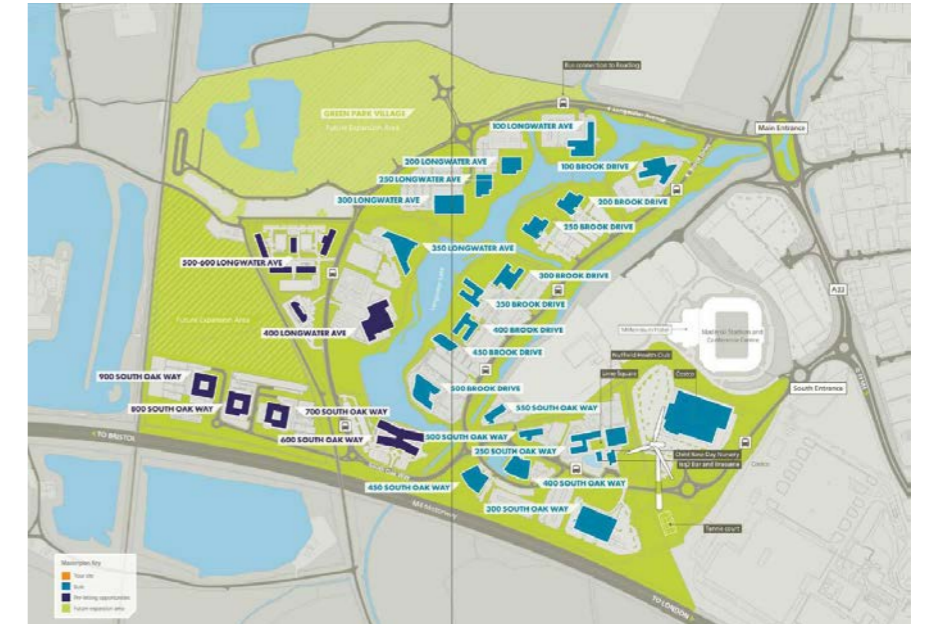 Bus connection to Reading
GREEN PARK VILLAGE
Future Expansion Area
Longwater Avenue
100 LONGWATER AVE
Main Entrance
200 LONGWATER AVE
100 BROOK DRIVE
250 LONGWATER AVE
300 LONGWATER AVE
200 BROOK DRIVE
250 BROOK DRIVE
350 LONGWATER AVE
500-600 LONGWATER AVE
300 BROOK DRIVE
Longwater Lake
350 BROOK DRIVE
A33
Future Expansion Area
400 LONGWATER AVE
400 BROOK DRIVE
Madejski Stadium and
Conference Centre
450 BROOK DRIVE
Nuffield Health Club
900 SOUTH OAK WAY
Lime Square
Costco
500 BROOK DRIVE
South Entrance
800 SOUTH OAK WAY
700 SOUTH OAK WAY
550 SOUTH OAK WAY
TO BRISTOL
600 SOUTH OAK WAY
500 SOUTH OAK WAY
250 SOUTH OAK WAY
Child Base Day Nursery
Bar and Brasserie
450 SOUTH OAK WAY
400 SOUTH OAK WAY
300 SOUTH OAK WAY
M4 Motorway
Tennis court
Masterplan Key
Your site
Built
Pre-letting opportunities
Future expansion area
TO LONDON